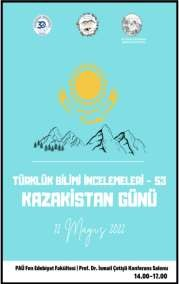 TÜRKLÜK BİLİMİ İNCELEMELERİ - 53
KAZAKİSTAN GÜNÜ
Mayıs 2022
PAÜ Fen Edebiyat Fakültesi | Prof. Dr. İsmail Çetişli Konferans Salonu
14.00-17.00